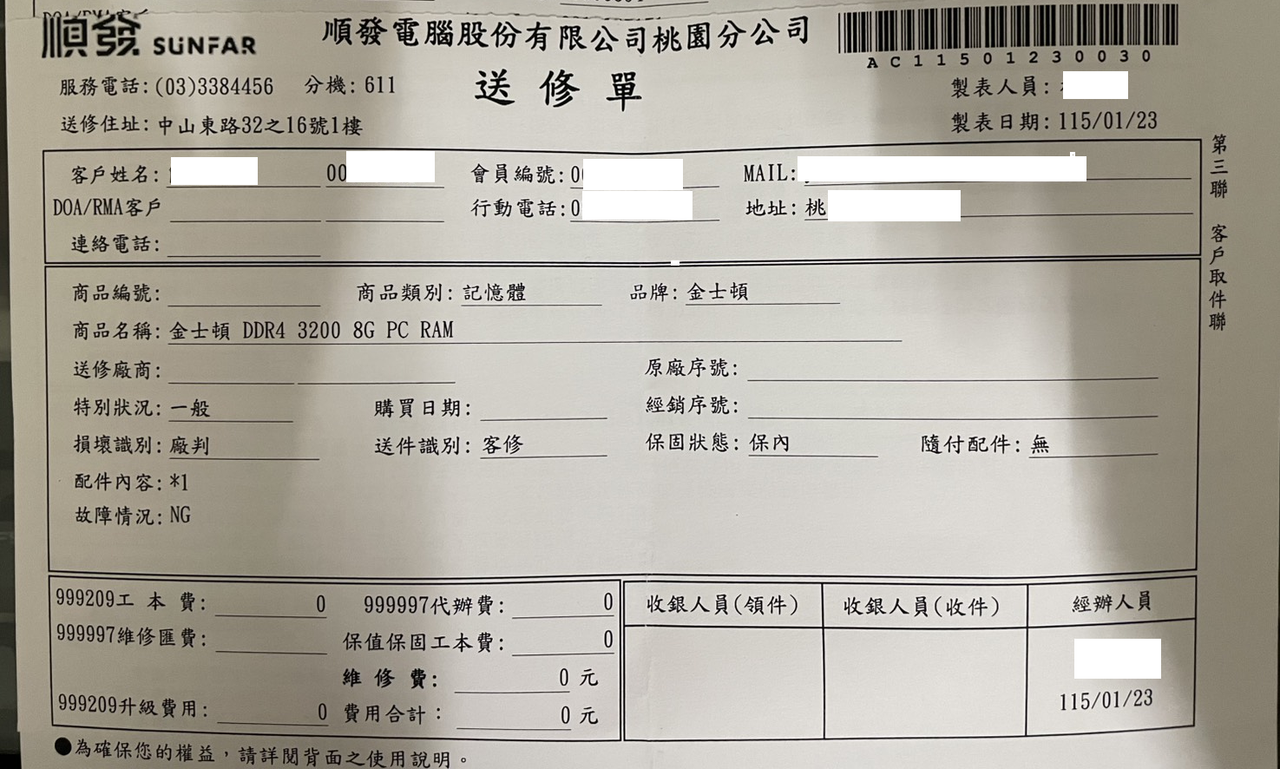 順發 SUNFAR 順發電腦股份有限公司桃園分公司
AC11501230030
服務電話:(03)3384456 分機:611 送修單 製表人員:
送修住址:中山東路32之16號1樓 製表日期:115/01/23
第三聯 客戶取件聯
客戶姓名: 00 會員編號:0 MAIL:
DOA/RMA客戶 行動電話:0 地址:桃
連絡電話:
商品編號: 商品類別:記憶體 品牌:金士頓
商品名稱:金士頓 DDR4 3200 8G PC RAM
送修廠商: 原廠序號:
特別狀況:一般 購買日期: 經銷序號:
損壞識別:廠判 送件識別:客修 保固狀態:保內 隨付配件:無
配件內容:*1
故障情況:NG
999209工本費: 0 999997代辦費: 0
999997維修匯費: 保值保固工本費: 0
維修費: 0元
999209升級費用: 0 費用合計: 0元
收銀人員(領件) 收銀人員(收件) 經辦人員
115/01/23
●為確保您的權益,請詳閱背面之使用說明。